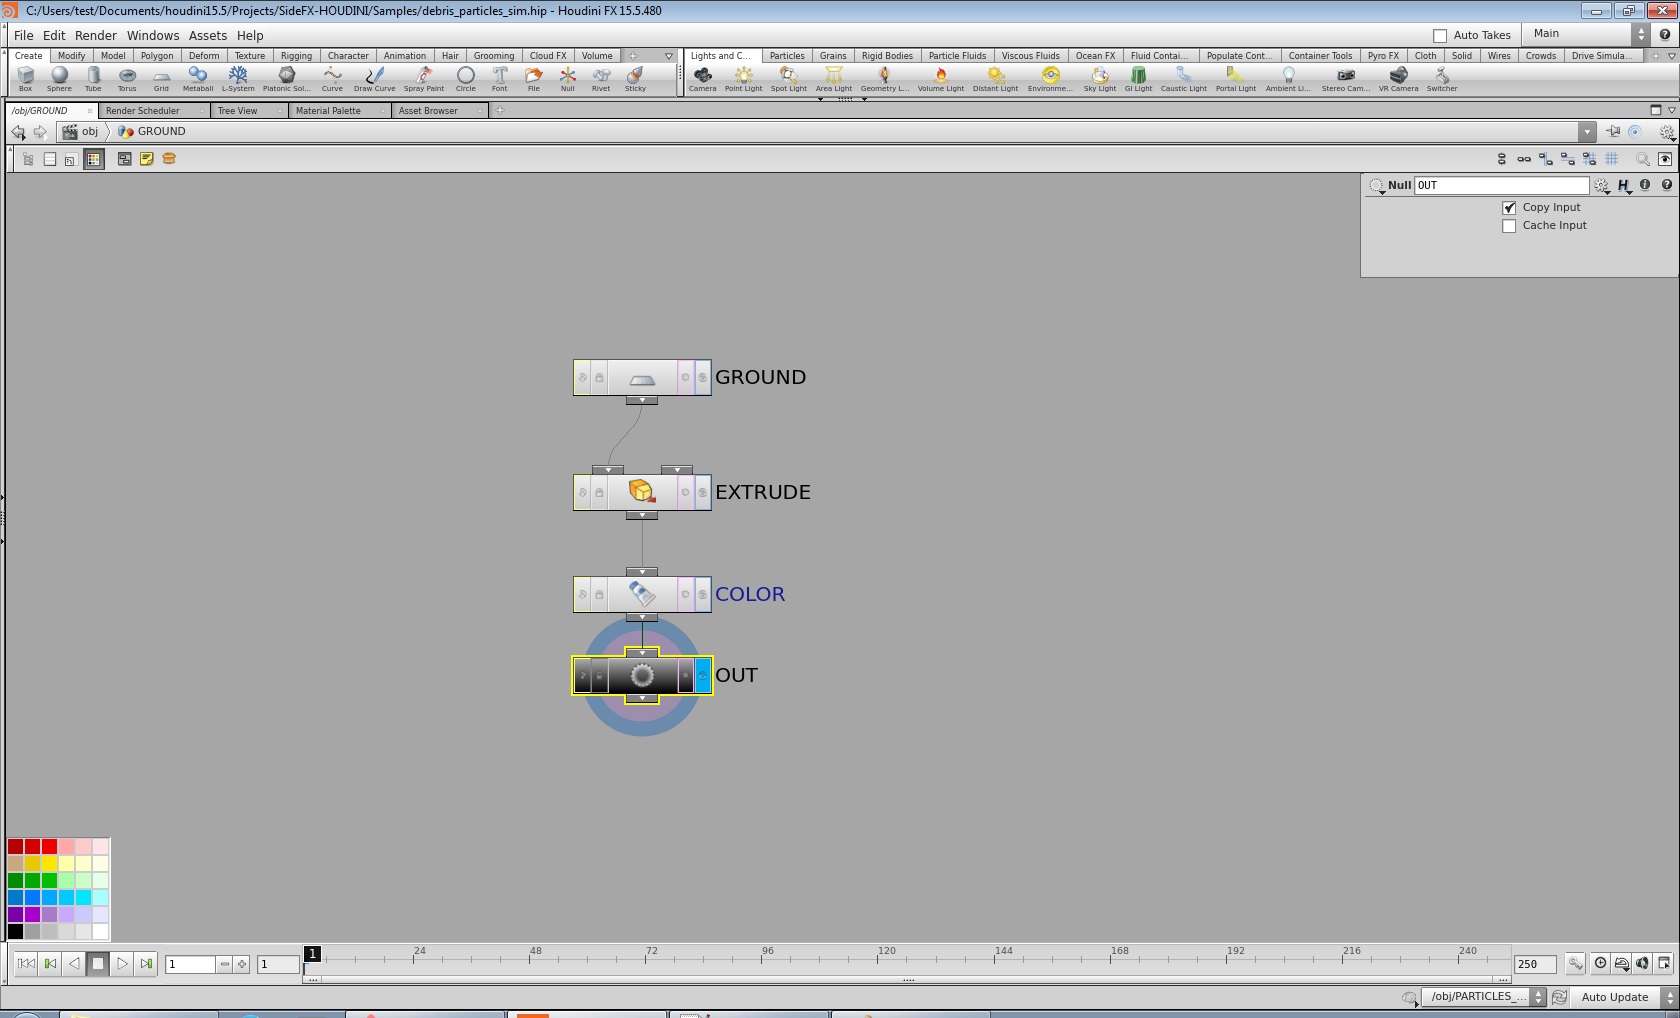 C:/Users/test/Documents/houdini15.5/Projects/SideFX-HOUDINI/Samples/debris_particles_sim.hip - Houdini FX 15.5.480
File Edit Render Windows Assets Help
Auto Takes Main
Create Modify Model Polygon Deform Texture Rigging Character Animation Hair Grooming Cloud FX Volume
Lights and C... Particles Grains Rigid Bodies Particle Fluids Viscous Fluids Ocean FX Fluid Contai... Populate Cont... Container Tools Pyro FX Cloth Solid Wires Crowds Drive Simula...
Box Sphere Tube Torus Grid Metaball L-System Platonic Sol... Curve Draw Curve Spray Paint Circle Font File Null Rivet Sticky
Camera Point Light Spot Light Area Light Geometry L... Volume Light Distant Light Environme... Sky Light GI Light Caustic Light Portal Light Ambient Li... Stereo Cam... VR Camera Switcher
/obj/GROUND Render Scheduler Tree View Material Palette Asset Browser
obj GROUND
Null OUT
Copy Input
Cache Input
GROUND
EXTRUDE
COLOR
OUT
1 1 1 24 48 72 96 120 144 168 192 216 240 250
/obj/PARTICLES_... Auto Update